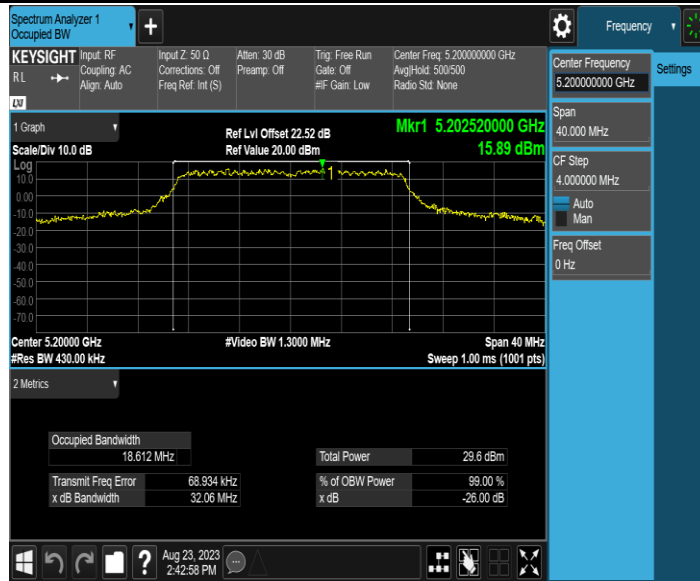 Spectrum Analyzer 1
Occupied BW
Frequency
KEYSIGHT
Input: RF
Input Z: 50 Ω
Atten: 30 dB
Trig: Free Run
Center Freq: 5.200000000 GHz
RL
Coupling: AC
Corrections: Off
Preamp: Off
Gate: Off
Avg|Hold: 500/500
Align: Auto
Freq Ref: Int (S)
#IF Gain: Low
Radio Std: None
LXI
Center Frequency
5.200000000 GHz
Settings
Span
40.000 MHz
CF Step
4.000000 MHz
Auto
Man
Freq Offset
0 Hz
1 Graph
Ref Lvl Offset 22.52 dB
Mkr1 5.202520000 GHz
Scale/Div 10.0 dB
Ref Value 20.00 dBm
15.89 dBm
Log
10.0
0.00
-10.0
-20.0
-30.0
-40.0
-50.0
-60.0
-70.0
1
Center 5.20000 GHz
#Video BW 1.3000 MHz
Span 40 MHz
#Res BW 430.00 kHz
Sweep 1.00 ms (1001 pts)
2 Metrics
Occupied Bandwidth
18.612 MHz
Total Power
29.6 dBm
Transmit Freq Error
68.934 kHz
% of OBW Power
99.00 %
x dB Bandwidth
32.06 MHz
x dB
-26.00 dB
?
Aug 23, 2023
2:42:58 PM